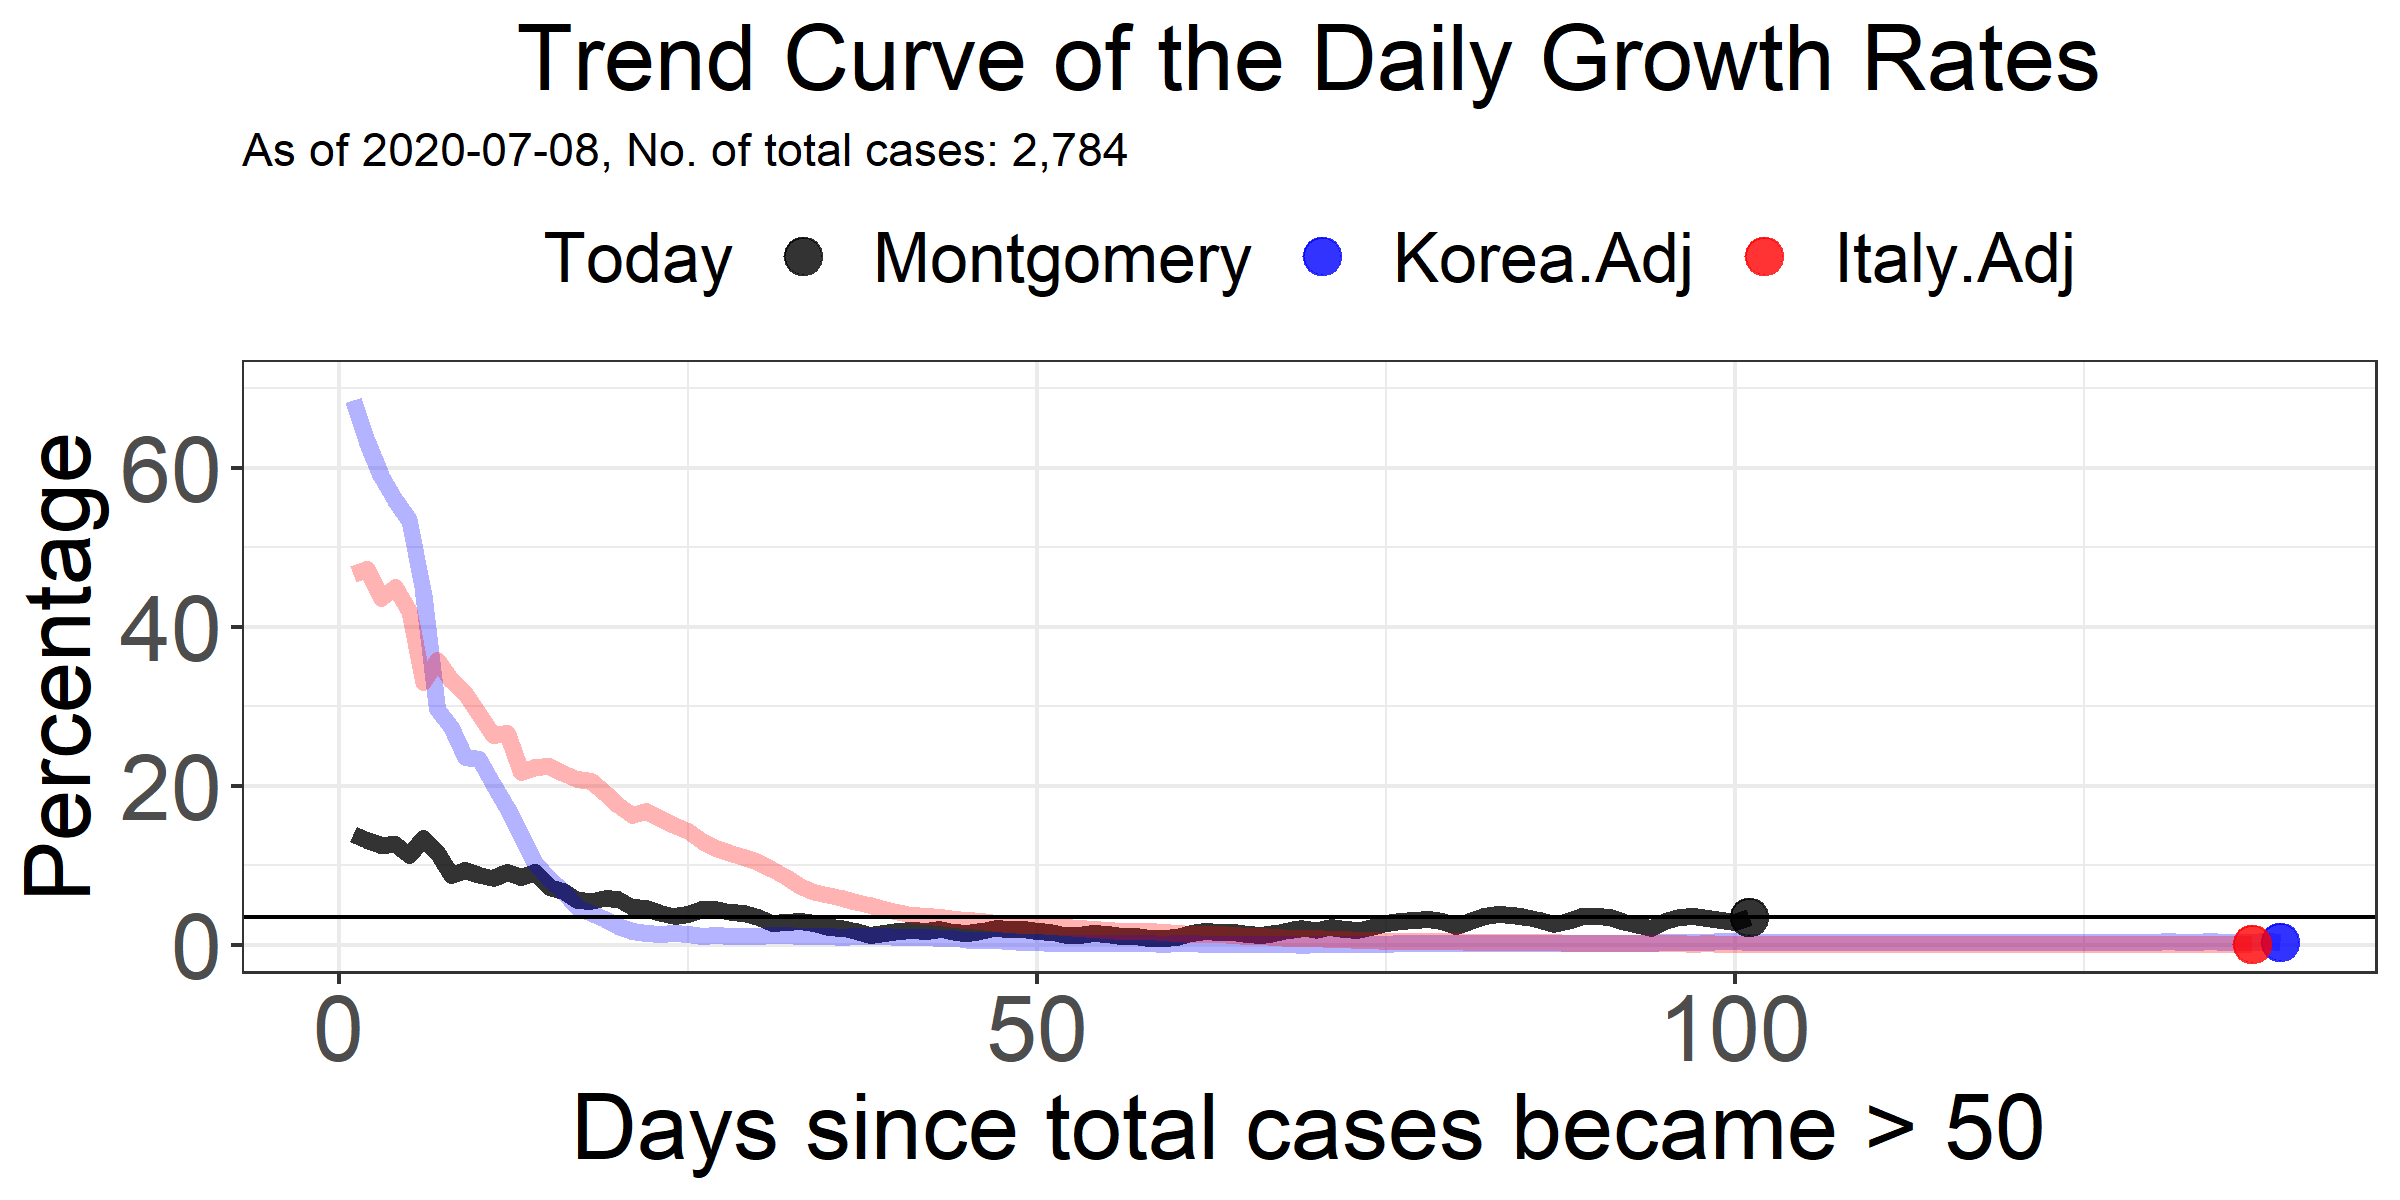 Trend Curve of the Daily Growth Rates
As of 2020-07-08, No. of total cases: 2,784
Today Montgomery Korea.Adj Italy.Adj
Percentage
60
40
20
0
0 50 100
Days since total cases became > 50